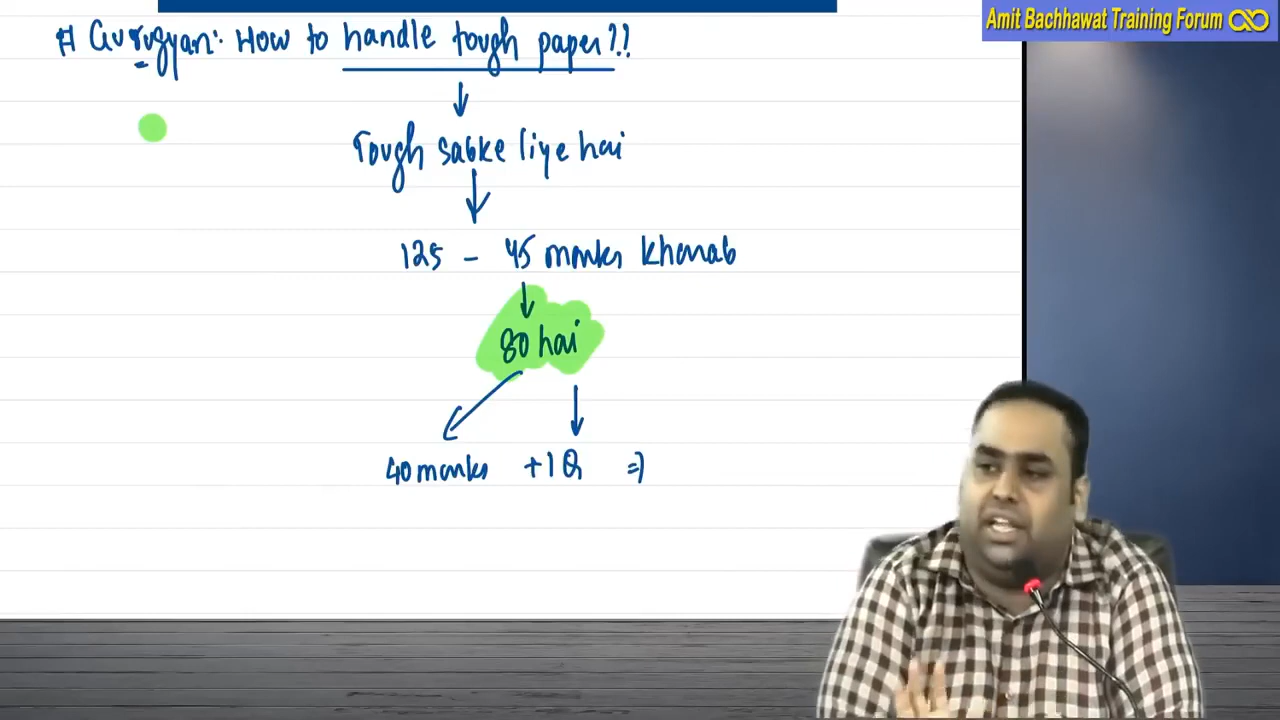 Amit Bachhawat Training Forum
# Gurugyan: How to handle tough paper??
Tough sabke liye hai
125 - 45 marks kharab
80 hai
40 marks +1Q =)